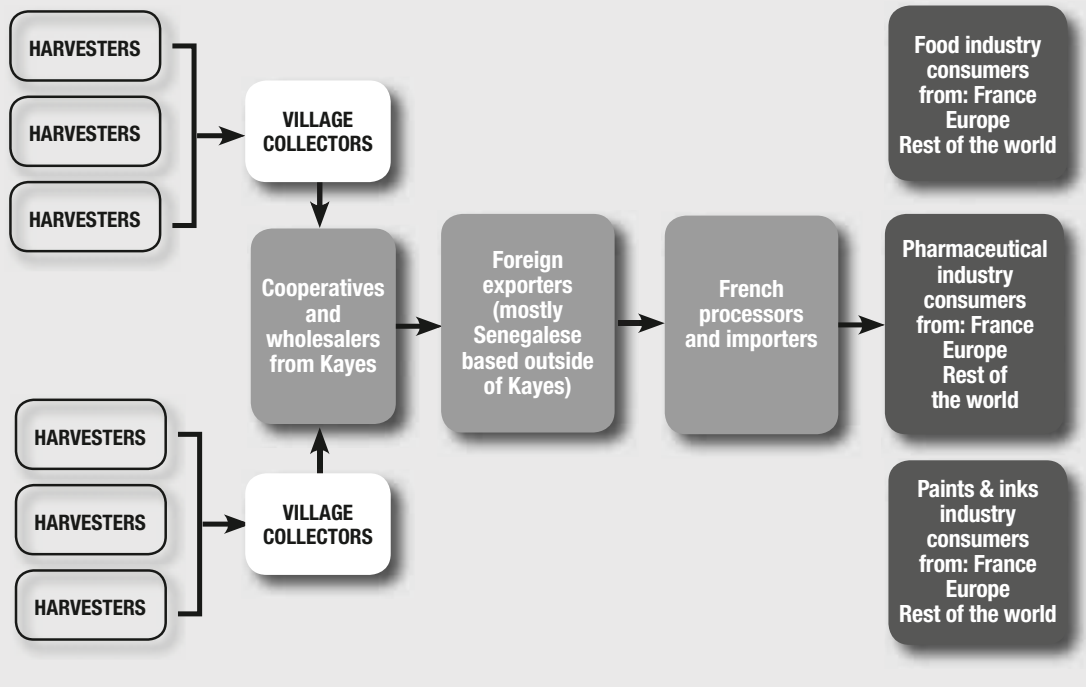 HARVESTERS
HARVESTERS
HARVESTERS
VILLAGE
COLLECTORS
Cooperatives
and
wholesalers
from Kayes
Foreign
exporters
(mostly
Senegalese
based outside
of Kayes)
French
processors
and importers
Food industry
consumers
from: France
Europe
Rest of the world
Pharmaceutical
industry
consumers
from: France
Europe
Rest of
the world
Paints & inks
industry
consumers
from: France
Europe
Rest of the world
HARVESTERS
HARVESTERS
HARVESTERS
VILLAGE
COLLECTORS